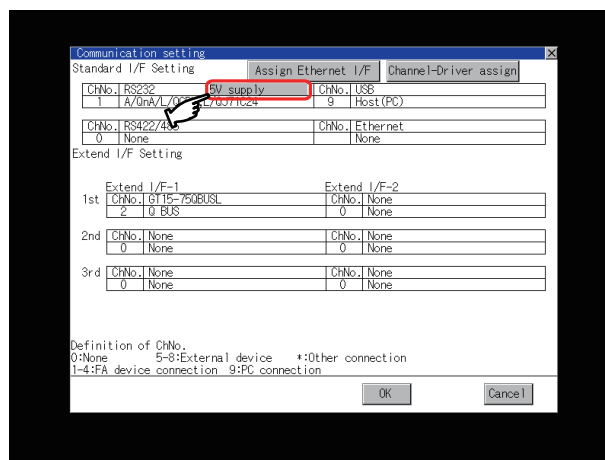 Communication setting
Standard I/F Setting Assign Ethernet I/F Channel-Driver assign
ChNo. RS232 5V supply ChNo. USB
1 A/QnA/L/QCPU,L/QJ71C24 9 Host(PC)
ChNo. RS422/485 ChNo. Ethernet
0 None None
Extend I/F Setting
Extend I/F-1 Extend I/F-2
1st ChNo. GT15-75QBUSL ChNo. None
2 Q BUS 0 None
2nd ChNo. None ChNo. None
0 None 0 None
3rd ChNo. None ChNo. None
0 None 0 None
Definition of ChNo.
0:None 5-8:External device *:Other connection
1-4:FA device connection 9:PC connection
OK Cancel